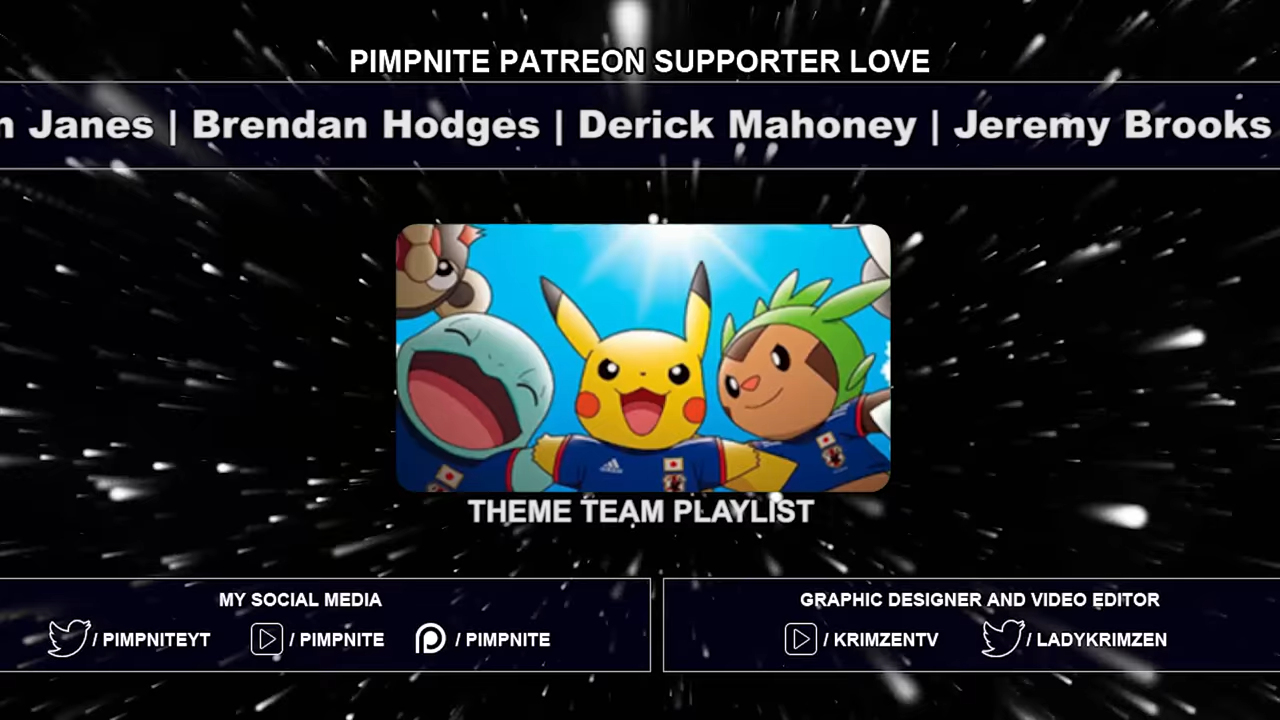 PIMPNITE PATREON SUPPORTER LOVE
Janes | Brendan Hodges | Derick Mahoney | Jeremy Brooks
THEME TEAM PLAYLIST
MY SOCIAL MEDIA
/ PIMPNITEYT / PIMPNITE / PIMPNITE
GRAPHIC DESIGNER AND VIDEO EDITOR
/ KRIMZENTV / LADYKRIMZEN